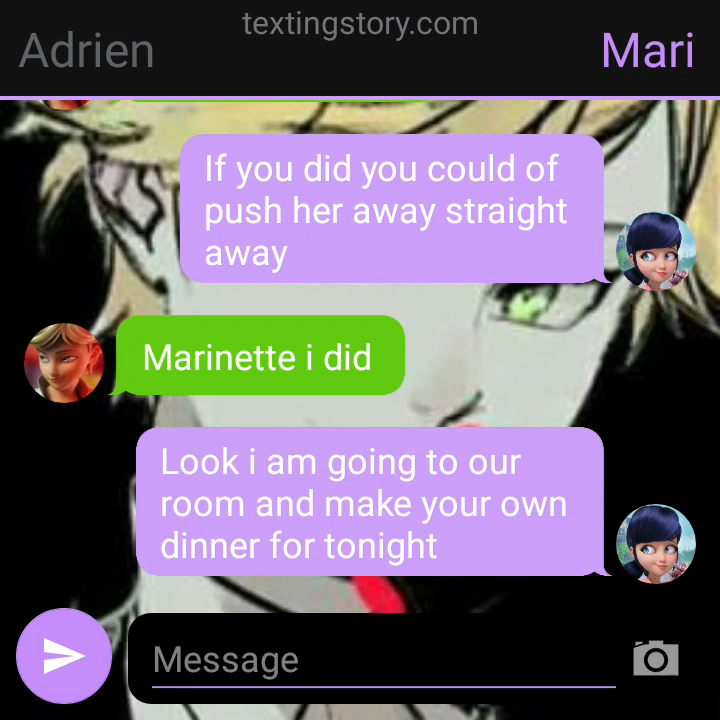 textingstory.com
Adrien
Mari
If you did you could of
push her away straight
away
Marinette i did
Look i am going to our
room and make your own
dinner for tonight
Message